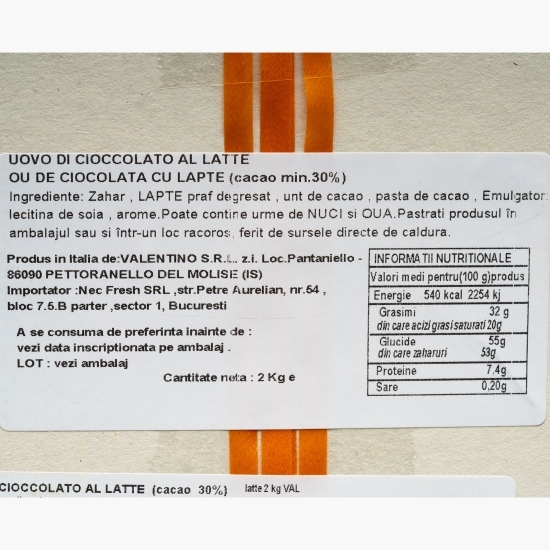 UOVO DI CIOCCOLATO AL LATTE
OU DE CIOCOLATA CU LAPTE (cacao min.30%)
Ingrediente: Zahar , LAPTE praf degresat , unt de cacao , pasta de cacao , Emulgator:
lecitina de soia , arome.Poate contine urme de NUCI si OUA.Pastrati produsul în
ambalajul sau si într-un loc racoros, ferit de sursele directe de caldura.
Produs in Italia de:VALENTINO S.R.L. z.i. Loc.Pantaniello -
86090 PETTORANELLO DEL MOLISE (IS)
Importator :Nec Fresh SRL ,str.Petre Aurelian, nr.54 ,
bloc 7.5.B parter ,sector 1, Bucuresti
A se consuma de preferinta inainte de :
vezi data inscriptionata pe ambalaj .
LOT : vezi ambalaj
Cantitate neta : 2 Kg e
INFORMATII NUTRITIONALE
Valori medi pentru(100 g)produs
Energie 540 kcal 2254 kj
Grasimi 32 g
din care acizi grasi saturati 20g
Glucide 55g
din care zaharuri 53g
Proteine 7,4g
Sare 0,20g
CIOCCOLATO AL LATTE (cacao 30%) latte 2 kg VAL